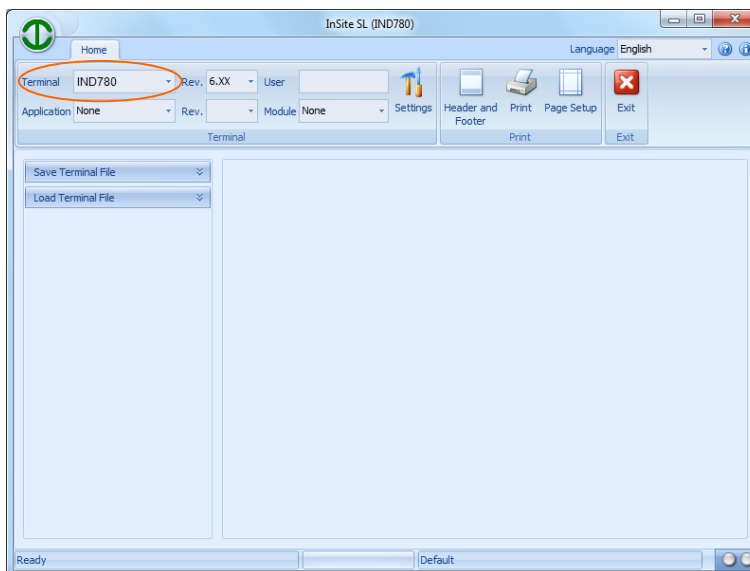 InSite SL (IND780)
Home
Language English
Terminal IND780 Rev. 6.XX User
Application None Rev. Module None
Settings
Header and Footer
Print
Page Setup
Exit
Terminal
Print
Exit
Save Terminal File
Load Terminal File
Ready
Default